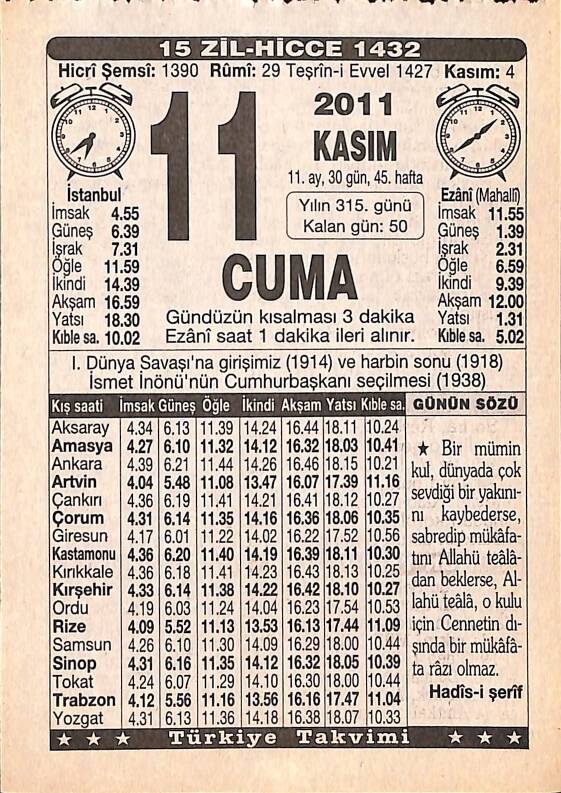 15 ZİL-HİCCE 1432
Hicrî Şemsî: 1390 Rûmî: 29 Teşrîn-i Evvel 1427 Kasım: 4
11
2011
KASIM
11. ay, 30 gün, 45. hafta
Yılın 315. günü
Kalan gün: 50
CUMA
Gündüzün kısalması 3 dakika
Ezânî saat 1 dakika ileri alınır.
İstanbul
İmsak 4.55
Güneş 6.39
İşrak 7.31
Öğle 11.59
İkindi 14.39
Akşam 16.59
Yatsı 18.30
Kıble sa. 10.02
Ezânî (Mahallî)
İmsak 11.55
Güneş 1.39
İşrak 2.31
Öğle 6.59
İkindi 9.39
Akşam 12.00
Yatsı 1.31
Kıble sa. 5.02
I. Dünya Savaşı'na girişimiz (1914) ve harbin sonu (1918)
İsmet İnönü'nün Cumhurbaşkanı seçilmesi (1938)
Kış saati İmsak Güneş Öğle İkindi Akşam Yatsı Kıble sa.
Aksaray 4.34 6.13 11.39 14.24 16.44 18.11 10.24
Amasya 4.27 6.10 11.32 14.12 16.32 18.03 10.41
Ankara 4.39 6.21 11.44 14.26 16.46 18.15 10.21
Artvin 4.04 5.48 11.08 13.47 16.07 17.39 11.16
Çankırı 4.36 6.19 11.41 14.21 16.41 18.12 10.27
Çorum 4.31 6.14 11.35 14.16 16.36 18.06 10.35
Giresun 4.17 6.01 11.22 14.02 16.22 17.52 10.56
Kastamonu 4.36 6.20 11.40 14.19 16.39 18.11 10.30
Kırıkkale 4.36 6.18 11.41 14.23 16.43 18.13 10.25
Kırşehir 4.33 6.14 11.38 14.22 16.42 18.10 10.27
Ordu 4.19 6.03 11.24 14.04 16.23 17.54 10.53
Rize 4.09 5.52 11.13 13.53 16.13 17.44 11.09
Samsun 4.26 6.10 11.30 14.09 16.29 18.00 10.44
Sinop 4.31 6.16 11.35 14.12 16.32 18.05 10.39
Tokat 4.24 6.07 11.29 14.10 16.30 18.00 10.44
Trabzon 4.12 5.56 11.16 13.56 16.16 17.47 11.04
Yozgat 4.31 6.13 11.36 14.18 16.38 18.07 10.33
GÜNÜN SÖZÜ
★ Bir mümin
kul, dünyada çok
sevdiği bir yakını-
nı kaybederse,
sabredip mükâfa-
tını Allahü teâlâ-
dan beklerse, Al-
lahü teâlâ, o kulu
için Cennetin dı-
şında bir mükâfâ-
ta râzı olmaz.
Hadîs-i şerîf
★ ★ ★ Türkiye Takvimi ★ ★ ★